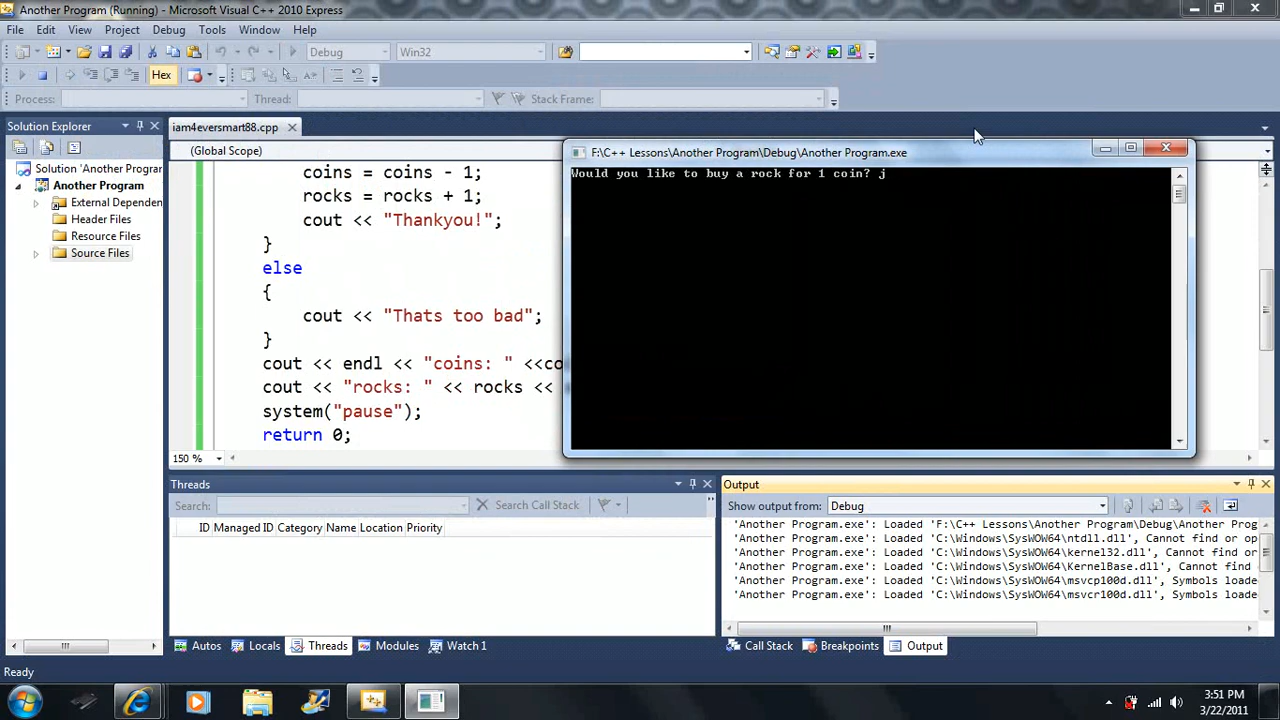 Another Program (Running) - Microsoft Visual C++ 2010 Express
File Edit View Project Debug Tools Window Help
Debug Win32
Hex
Process: Thread: Stack Frame:
Solution Explorer
Solution 'Another Program'
Another Program
External Dependen
Header Files
Resource Files
Source Files
iam4eversmart88.cpp
(Global Scope)
coins = coins - 1;
rocks = rocks + 1;
cout << "Thankyou!";
}
else
{
cout << "Thats too bad";
}
cout << endl << "coins: " <<co
cout << "rocks: " << rocks <<
system("pause");
return 0;
150 %
F:\C++ Lessons\Another Program\Debug\Another Program.exe
Would you like to buy a rock for 1 coin? j
Threads
Search: Search Call Stack
ID Managed ID Category Name Location Priority
Autos Locals Threads Modules Watch 1
Output
Show output from: Debug
'Another Program.exe': Loaded 'F:\C++ Lessons\Another Program\Debug\Another Prog
'Another Program.exe': Loaded 'C:\Windows\SysWOW64\ntdll.dll', Cannot find or op
'Another Program.exe': Loaded 'C:\Windows\SysWOW64\kernel32.dll', Cannot find or
'Another Program.exe': Loaded 'C:\Windows\SysWOW64\KernelBase.dll', Cannot find
'Another Program.exe': Loaded 'C:\Windows\SysWOW64\msvcp100d.dll', Symbols loade
'Another Program.exe': Loaded 'C:\Windows\SysWOW64\msvcr100d.dll', Symbols loade
Call Stack Breakpoints Output
Ready
3:51 PM
3/22/2011